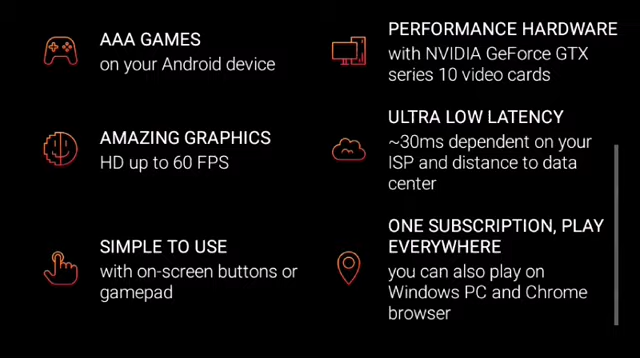 AAA GAMES
on your Android device
PERFORMANCE HARDWARE
with NVIDIA GeForce GTX
series 10 video cards
AMAZING GRAPHICS
HD up to 60 FPS
ULTRA LOW LATENCY
~30ms dependent on your
ISP and distance to data
center
SIMPLE TO USE
with on-screen buttons or
gamepad
ONE SUBSCRIPTION, PLAY
EVERYWHERE
you can also play on
Windows PC and Chrome
browser